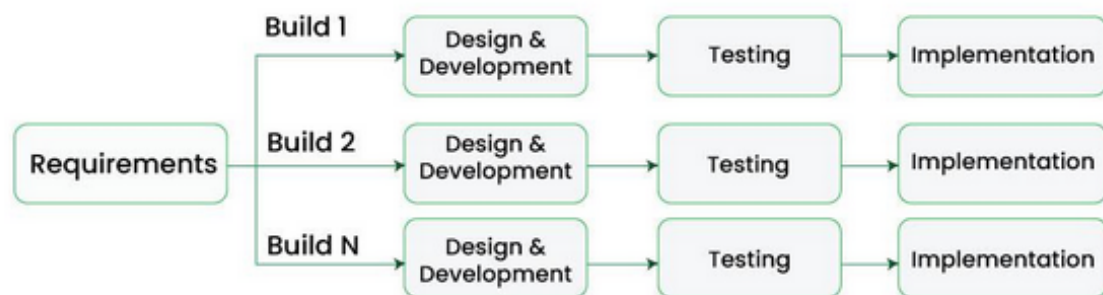 Build 1
Design &
Development
Testing
Implementation
Requirements
Build 2
Design &
Development
Testing
Implementation
Build N
Design &
Development
Testing
Implementation